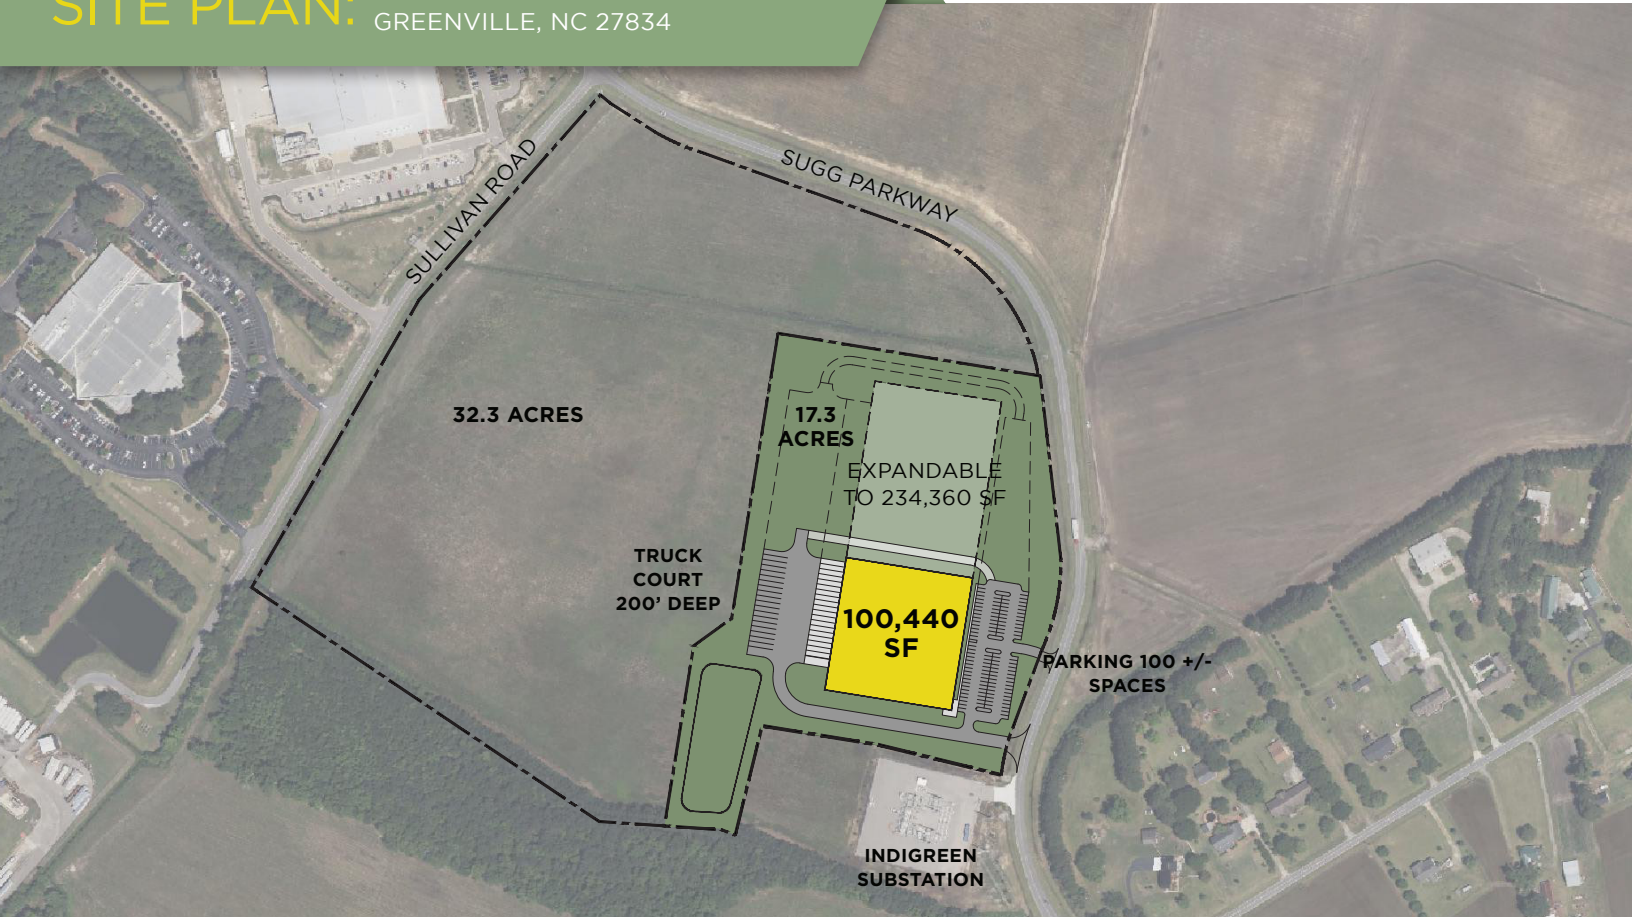 SITE PLAN:
GREENVILLE, NC 27834
SULLIVAN ROAD
SUGG PARKWAY
32.3 ACRES
17.3
ACRES
EXPANDABLE
TO 234,360 SF
TRUCK
COURT
200’ DEEP
100,440
SF
PARKING 100 +/-
SPACES
INDIGREEN
SUBSTATION